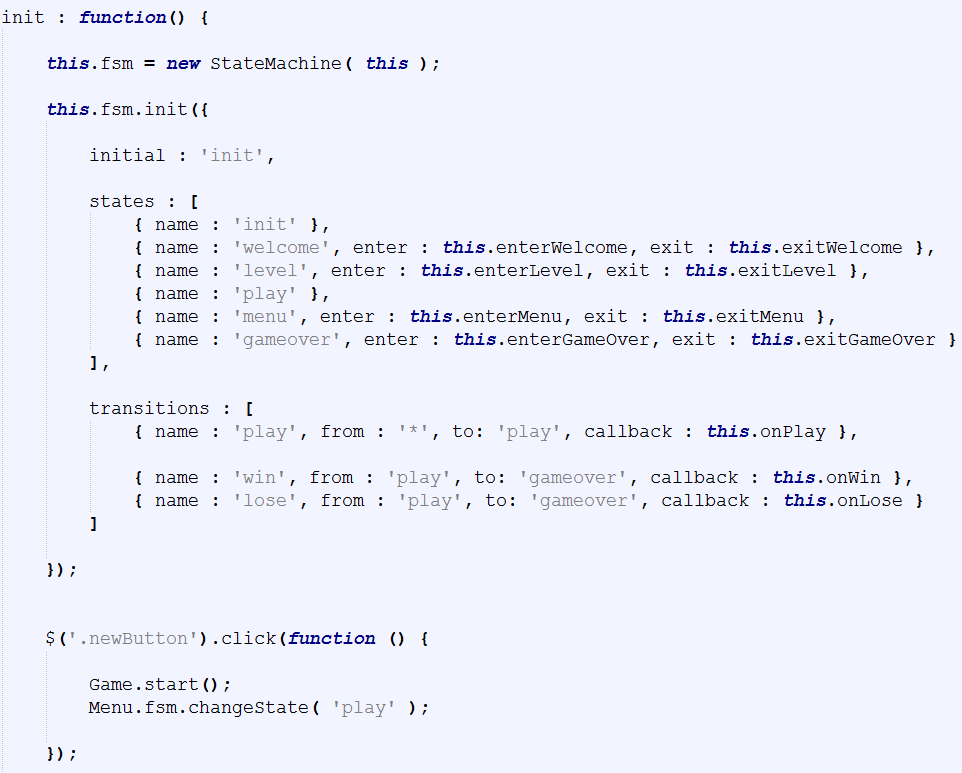 init : function() {
this.fsm = new StateMachine( this );
this.fsm.init({
initial : 'init',
states : [
{ name : 'init' },
{ name : 'welcome', enter : this.enterWelcome, exit : this.exitWelcome },
{ name : 'level', enter : this.enterLevel, exit : this.exitLevel },
{ name : 'play' },
{ name : 'menu', enter : this.enterMenu, exit : this.exitMenu },
{ name : 'gameover', enter : this.enterGameOver, exit : this.exitGameOver }
],
transitions : [
{ name : 'play', from : '*', to: 'play', callback : this.onPlay },
{ name : 'win', from : 'play', to: 'gameover', callback : this.onWin },
{ name : 'lose', from : 'play', to: 'gameover', callback : this.onLose }
]
});
$('.newButton').click(function () {
Game.start();
Menu.fsm.changeState( 'play' );
});